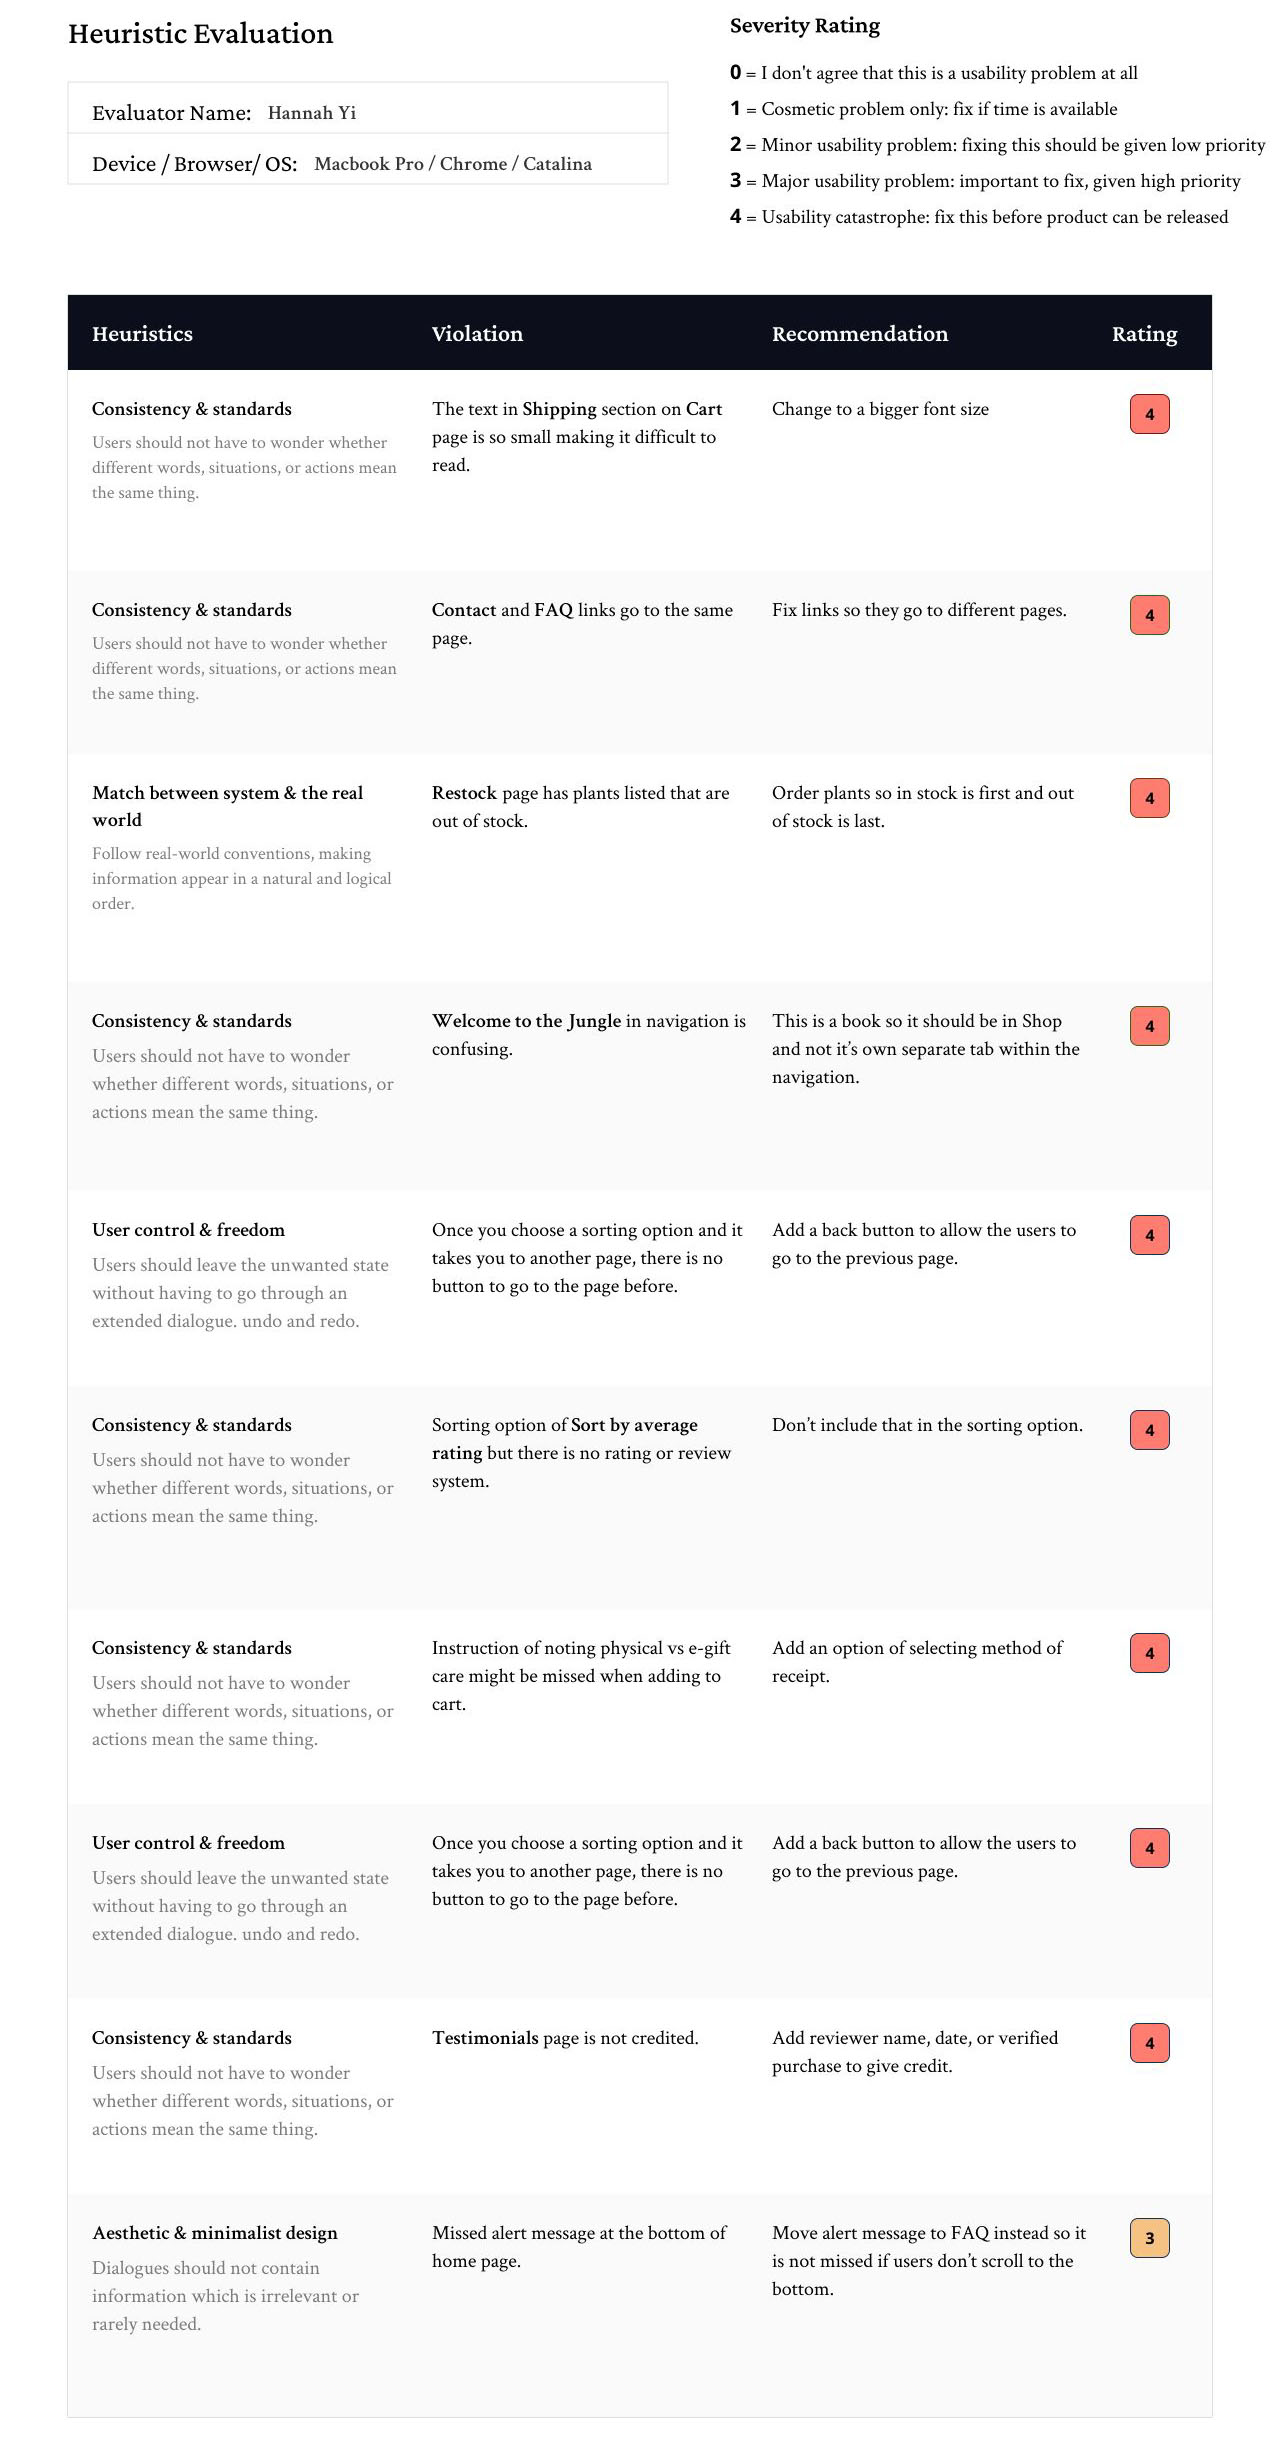 Heuristic Evaluation
Evaluator Name: Hannah Yi
Device / Browser/ OS: Macbook Pro / Chrome / Catalina
Severity Rating
0 = I don't agree that this is a usability problem at all
1 = Cosmetic problem only: fix if time is available
2 = Minor usability problem: fixing this should be given low priority
3 = Major usability problem: important to fix, given high priority
4 = Usability catastrophe: fix this before product can be released
Heuristics Violation Recommendation Rating
Consistency & standards
Users should not have to wonder whether
different words, situations, or actions mean
the same thing.
The text in Shipping section on Cart
page is so small making it difficult to
read.
Change to a bigger font size
4
Consistency & standards
Users should not have to wonder whether
different words, situations, or actions mean
the same thing.
Contact and FAQ links go to the same
page.
Fix links so they go to different pages.
4
Match between system & the real
world
Follow real-world conventions, making
information appear in a natural and logical
order.
Restock page has plants listed that are
out of stock.
Order plants so in stock is first and out
of stock is last.
4
Consistency & standards
Users should not have to wonder
whether different words, situations, or
actions mean the same thing.
Welcome to the Jungle in navigation is
confusing.
This is a book so it should be in Shop
and not it’s own separate tab within the
navigation.
4
User control & freedom
Users should leave the unwanted state
without having to go through an
extended dialogue. undo and redo.
Once you choose a sorting option and it
takes you to another page, there is no
button to go to the page before.
Add a back button to allow the users to
go to the previous page.
4
Consistency & standards
Users should not have to wonder
whether different words, situations, or
actions mean the same thing.
Sorting option of Sort by average
rating but there is no rating or review
system.
Don’t include that in the sorting option.
4
Consistency & standards
Users should not have to wonder
whether different words, situations, or
actions mean the same thing.
Instruction of noting physical vs e-gift
care might be missed when adding to
cart.
Add an option of selecting method of
receipt.
4
User control & freedom
Users should leave the unwanted state
without having to go through an
extended dialogue. undo and redo.
Once you choose a sorting option and it
takes you to another page, there is no
button to go to the page before.
Add a back button to allow the users to
go to the previous page.
4
Consistency & standards
Users should not have to wonder
whether different words, situations, or
actions mean the same thing.
Testimonials page is not credited.
Add reviewer name, date, or verified
purchase to give credit.
4
Aesthetic & minimalist design
Dialogues should not contain
information which is irrelevant or
rarely needed.
Missed alert message at the bottom of
home page.
Move alert message to FAQ instead so it
is not missed if users don’t scroll to the
bottom.
3